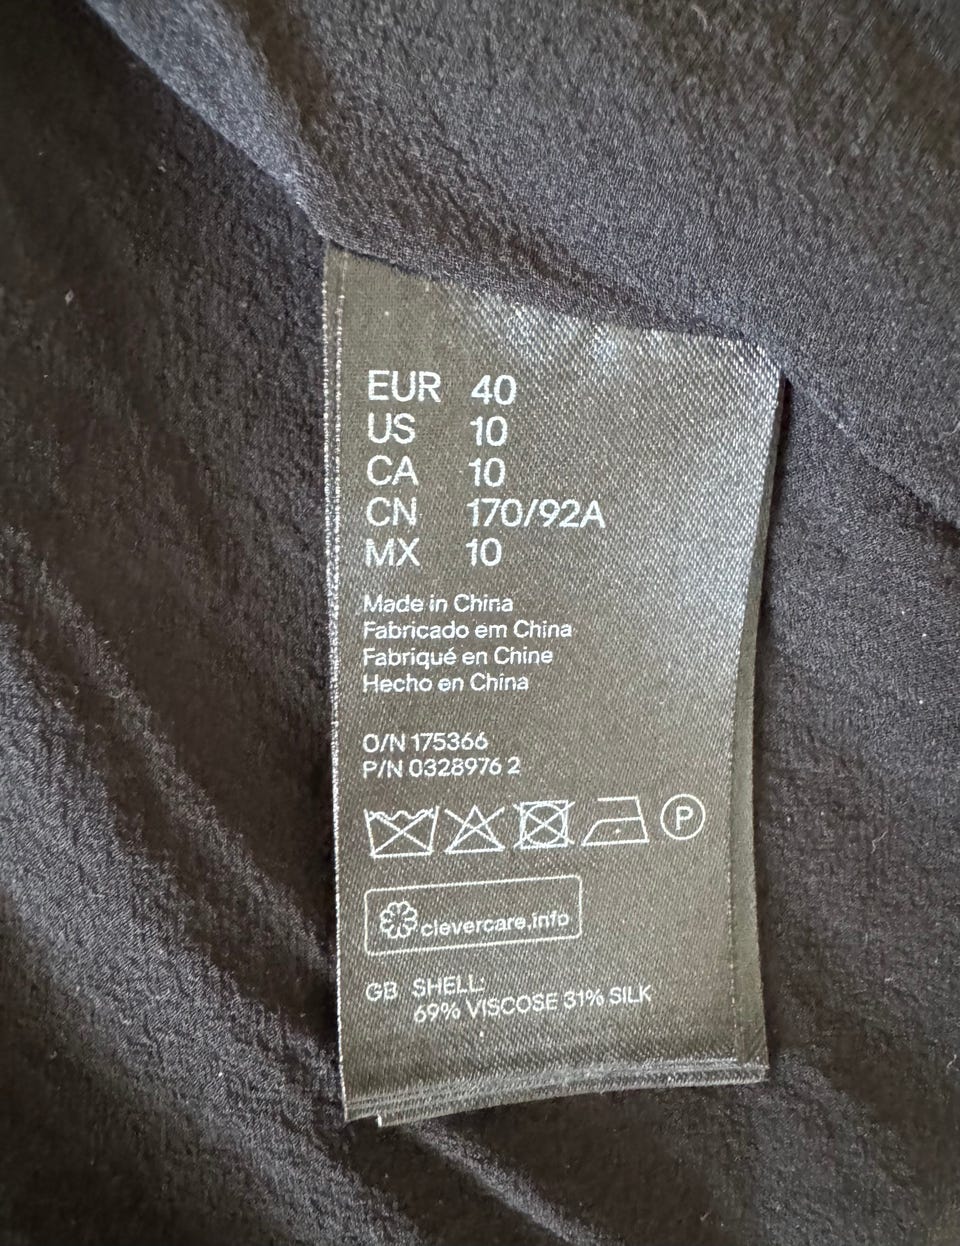 EUR 40
US 10
CA 10
CN 170/92A
MX 10
Made in China
Fabricado em China
Fabriqué en Chine
Hecho en China
O/N 175366
P/N 0328976 2
P
clevercare.info
GB SHELL:
69% VISCOSE 31% SILK